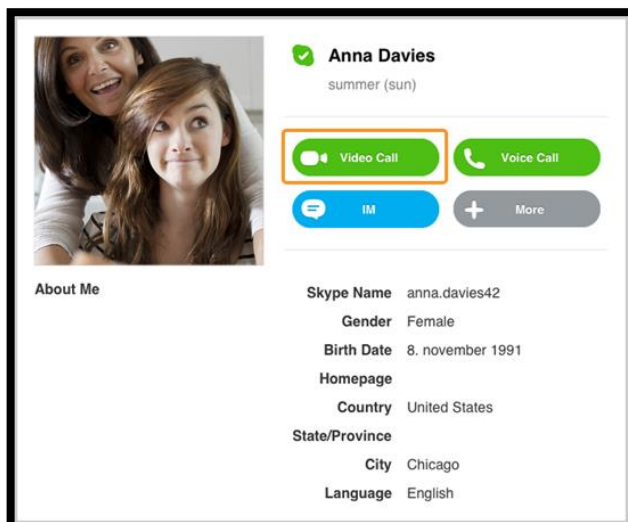 Anna Davies
summer (sun)
Video Call
Voice Call
IM
More
About Me
Skype Name anna.davies42
Gender Female
Birth Date 8. november 1991
Homepage
Country United States
State/Province
City Chicago
Language English